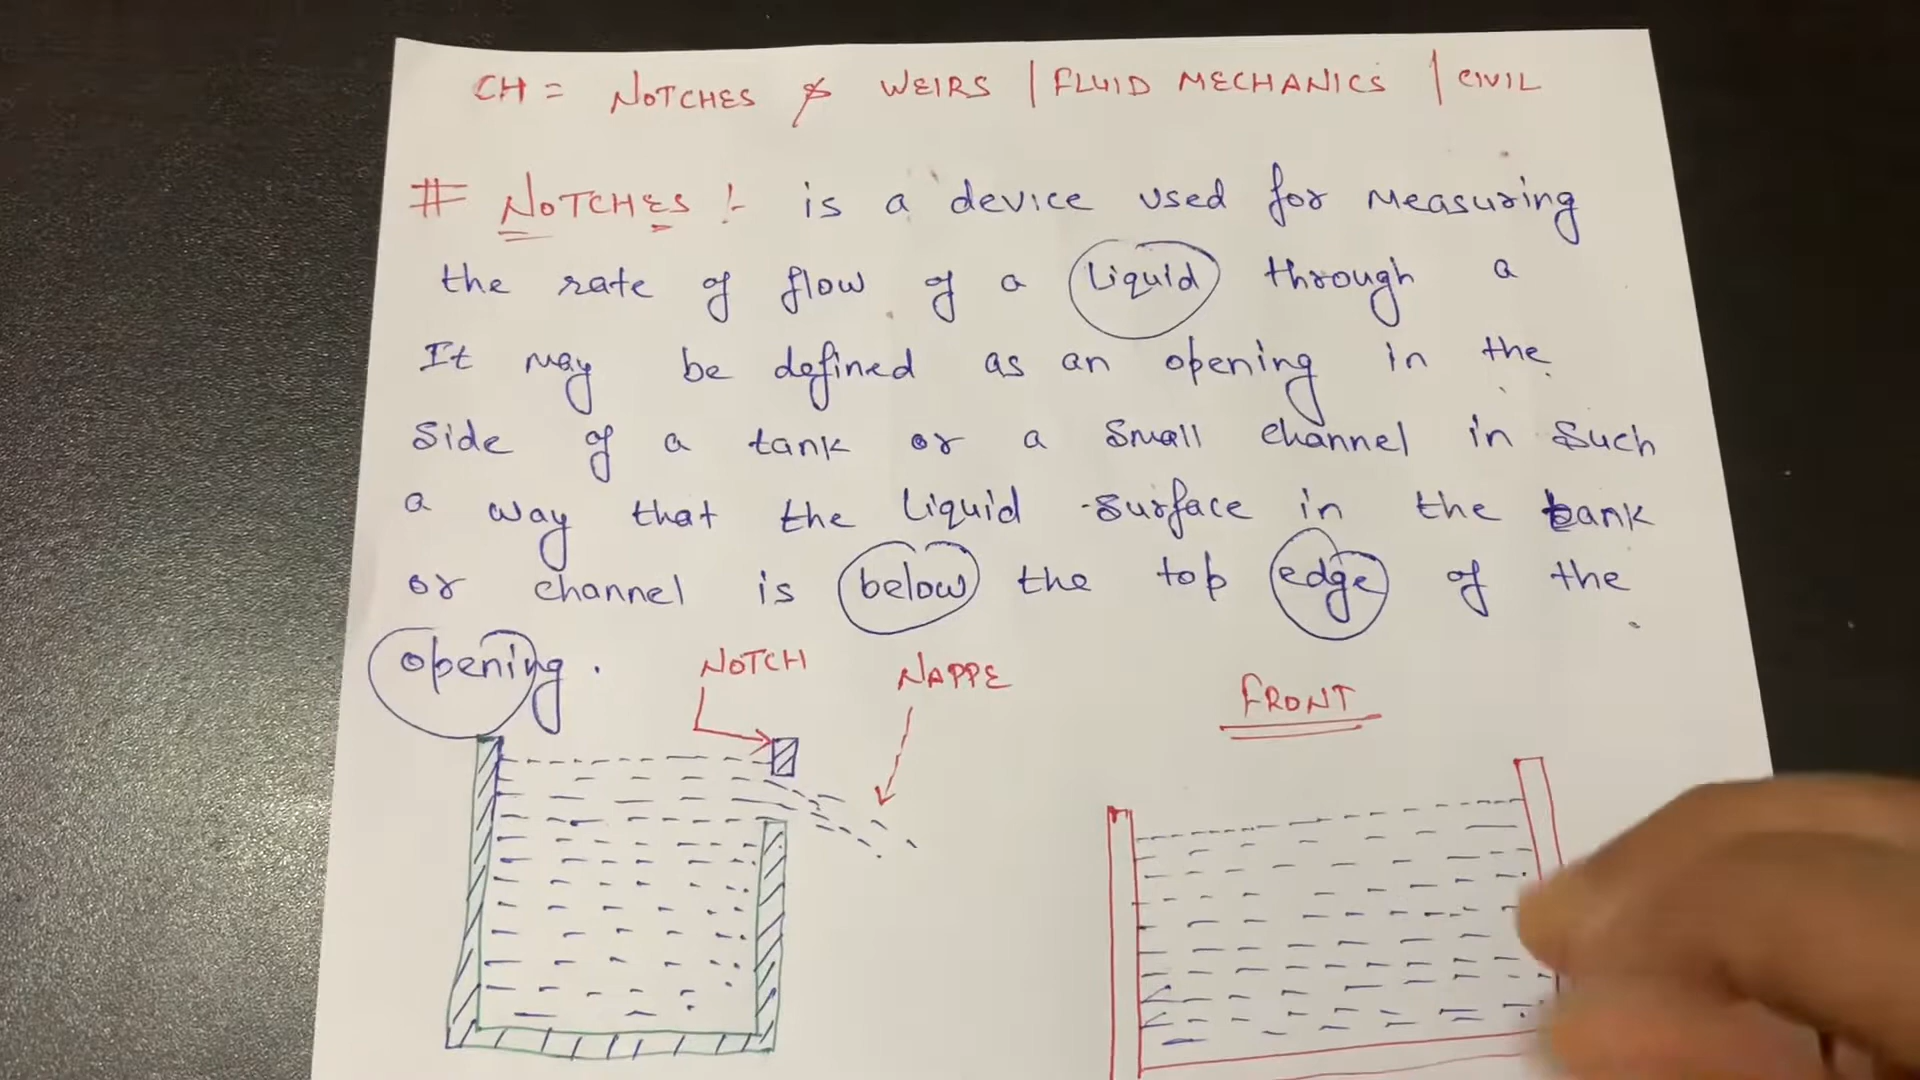 CH = NOTCHES & WEIRS | FLUID MECHANICS | CIVIL
# NOTCHES :- is a device used for measuring
the rate of flow of a liquid through a
It may be defined as an opening in the
side of a tank or a small channel in such
a way that the liquid surface in the tank
or channel is below the top edge of the
opening.
NOTCH
NAPPE
FRONT